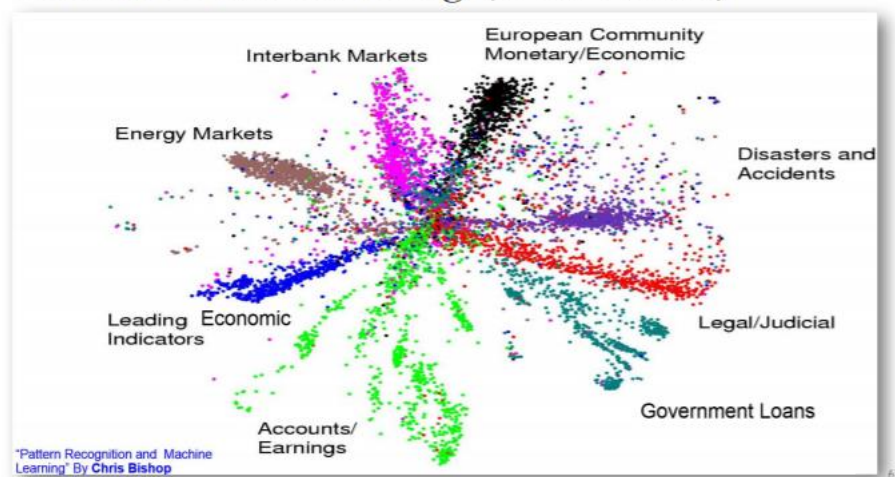 European Community
Monetary/Economic
Interbank Markets
Energy Markets
Disasters and
Accidents
Leading Economic
Indicators
Legal/Judicial
Government Loans
Accounts/
Earnings
"Pattern Recognition and Machine
Learning" By Chris Bishop
6